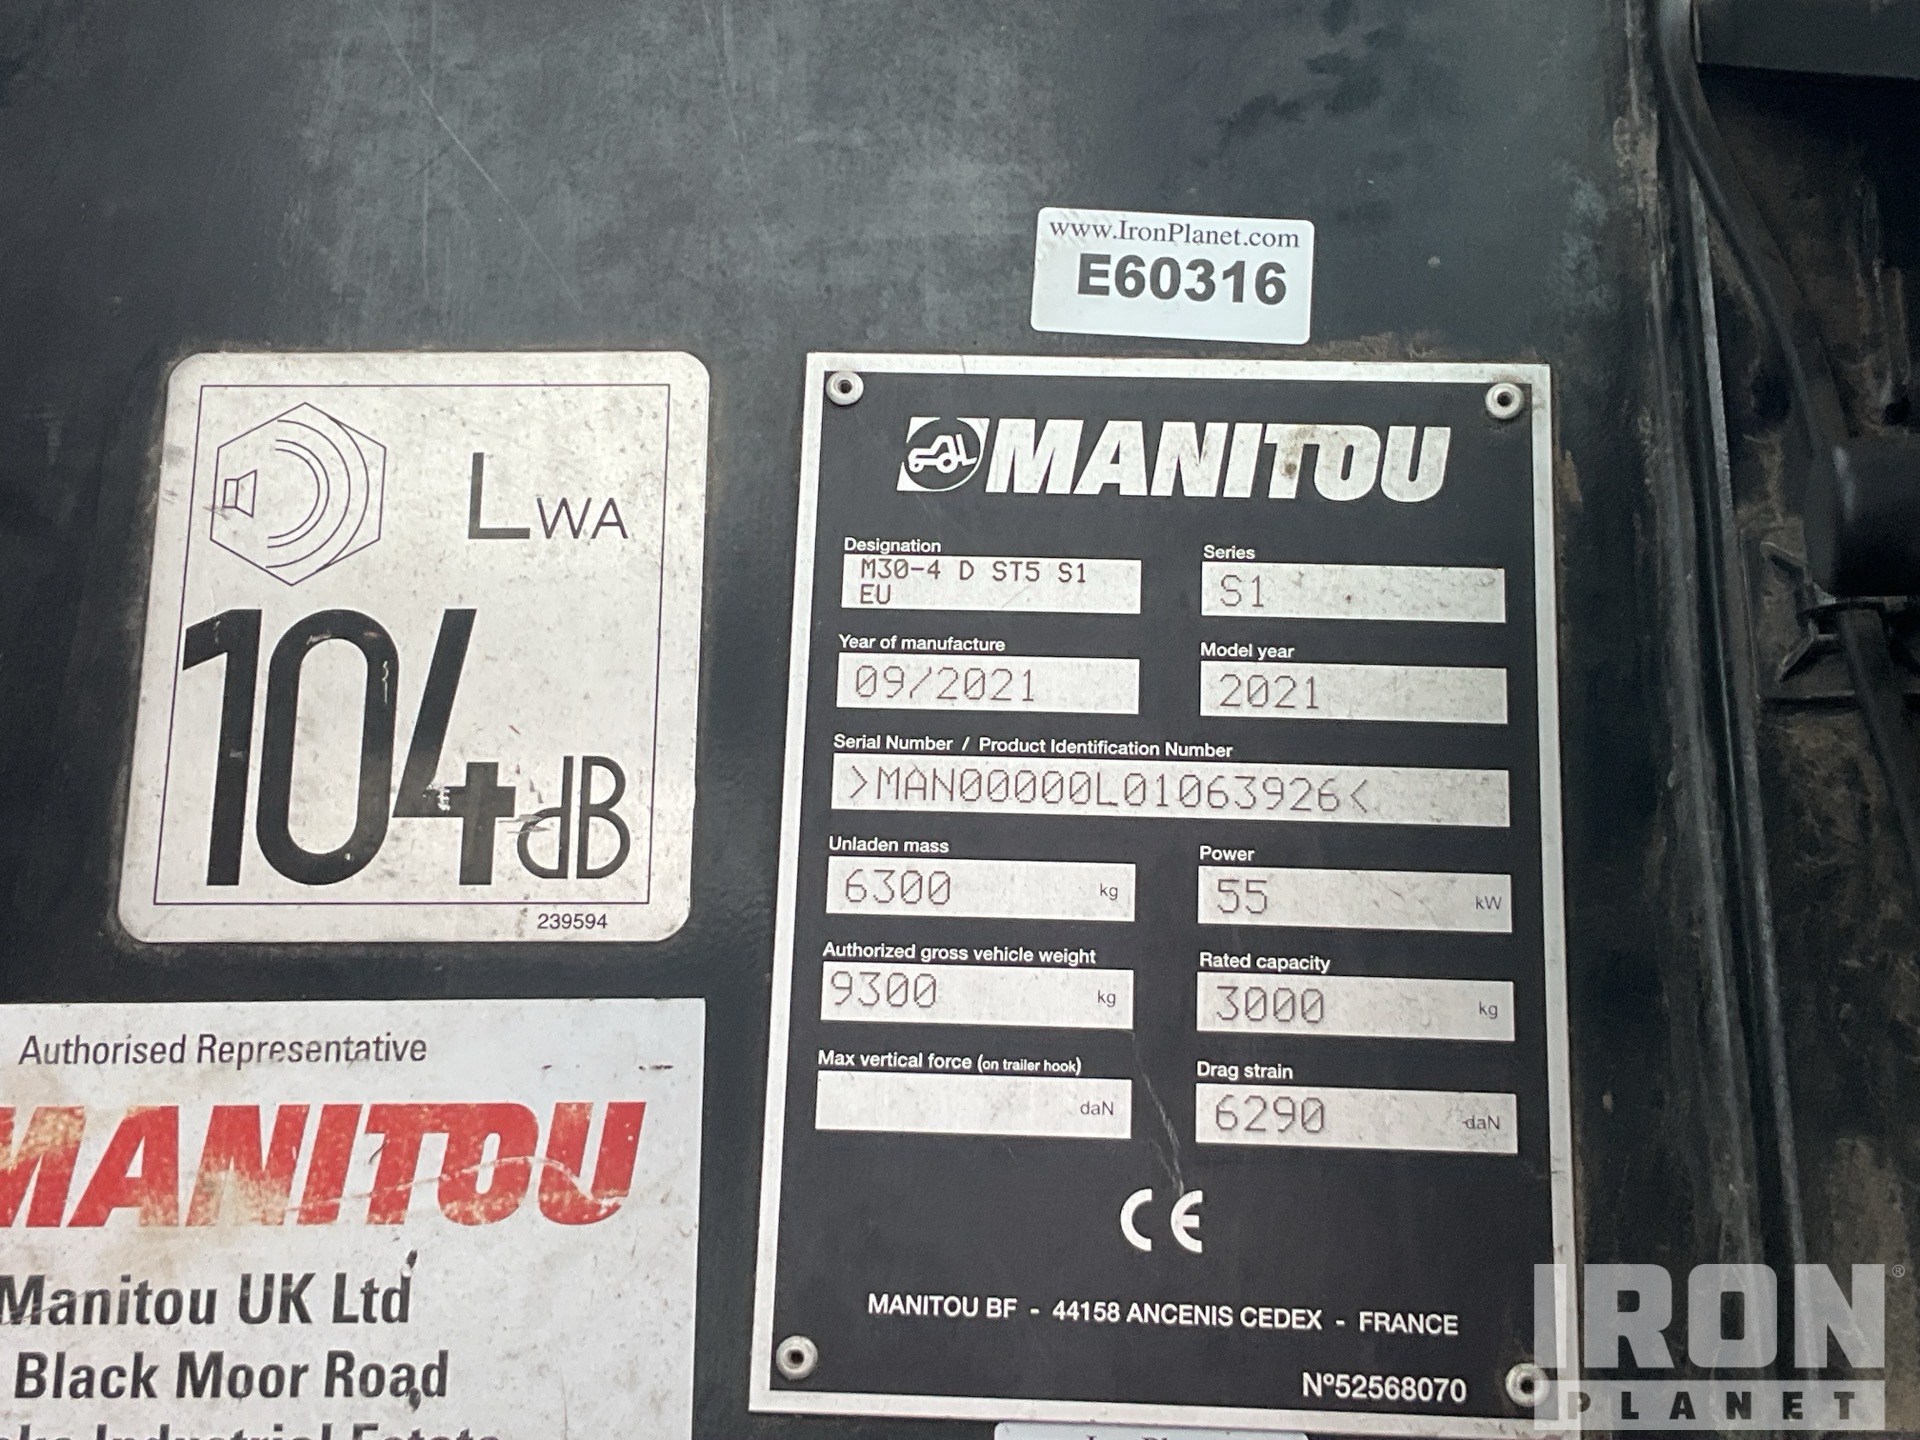 www.IronPlanet.com
E60316
LWA
104dB
239594
MANITOU
Designation
M30-4 D ST5 S1
EU
Series
S1
Year of manufacture
09/2021
Model year
2021
Serial Number / Product Identification Number
>MAN00000L01063926<
Unladen mass
6300 kg
Power
55 kW
Authorized gross vehicle weight
9300 kg
Rated capacity
3000 kg
Max vertical force (on trailer hook)
daN
Drag strain
6290 daN
CE
MANITOU BF - 44158 ANCENIS CEDEX - FRANCE
Nº52568070
Authorised Representative
MANITOU
Manitou UK Ltd
Black Moor Road
Industrial Estate
IRON
PLANET
®